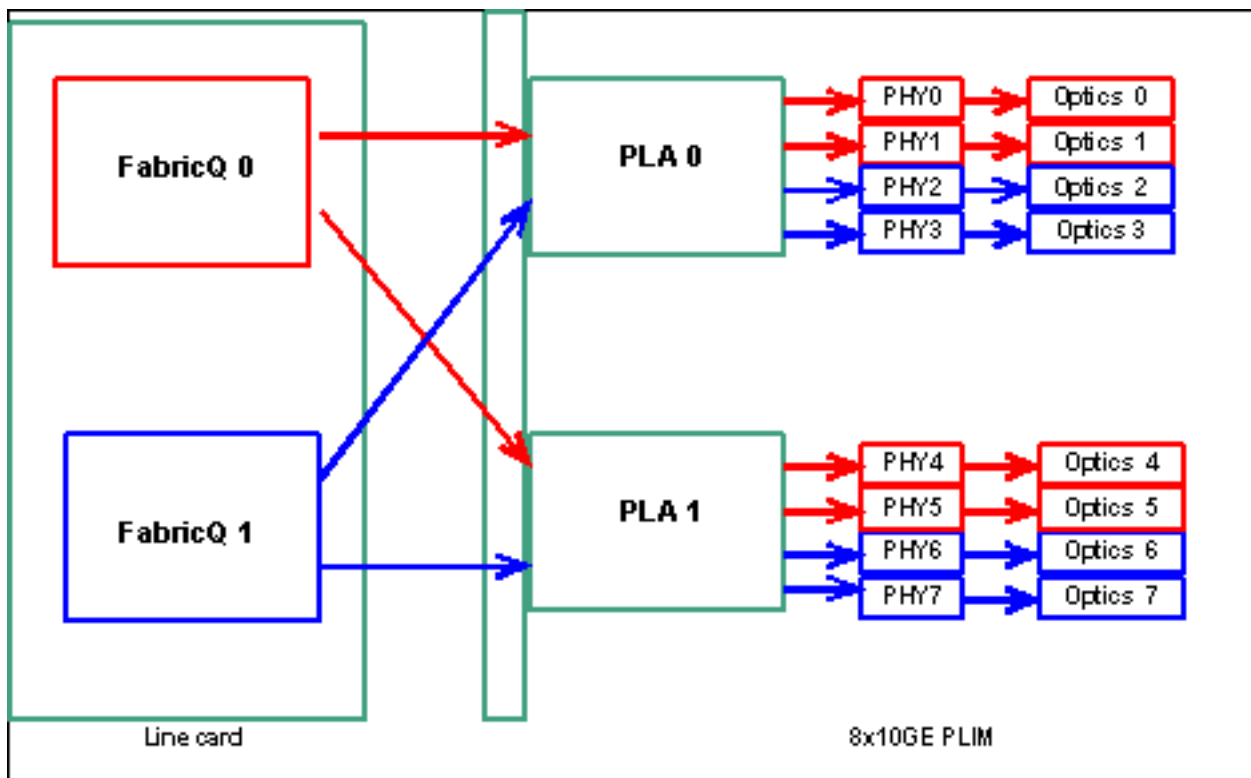 FabricQ 0
PLA 0
PHY0
Optics 0
PHY1
Optics 1
PHY2
Optics 2
PHY3
Optics 3
FabricQ 1
PLA 1
PHY4
Optics 4
PHY5
Optics 5
PHY6
Optics 6
PHY7
Optics 7
Line card
8x10GE PLIM